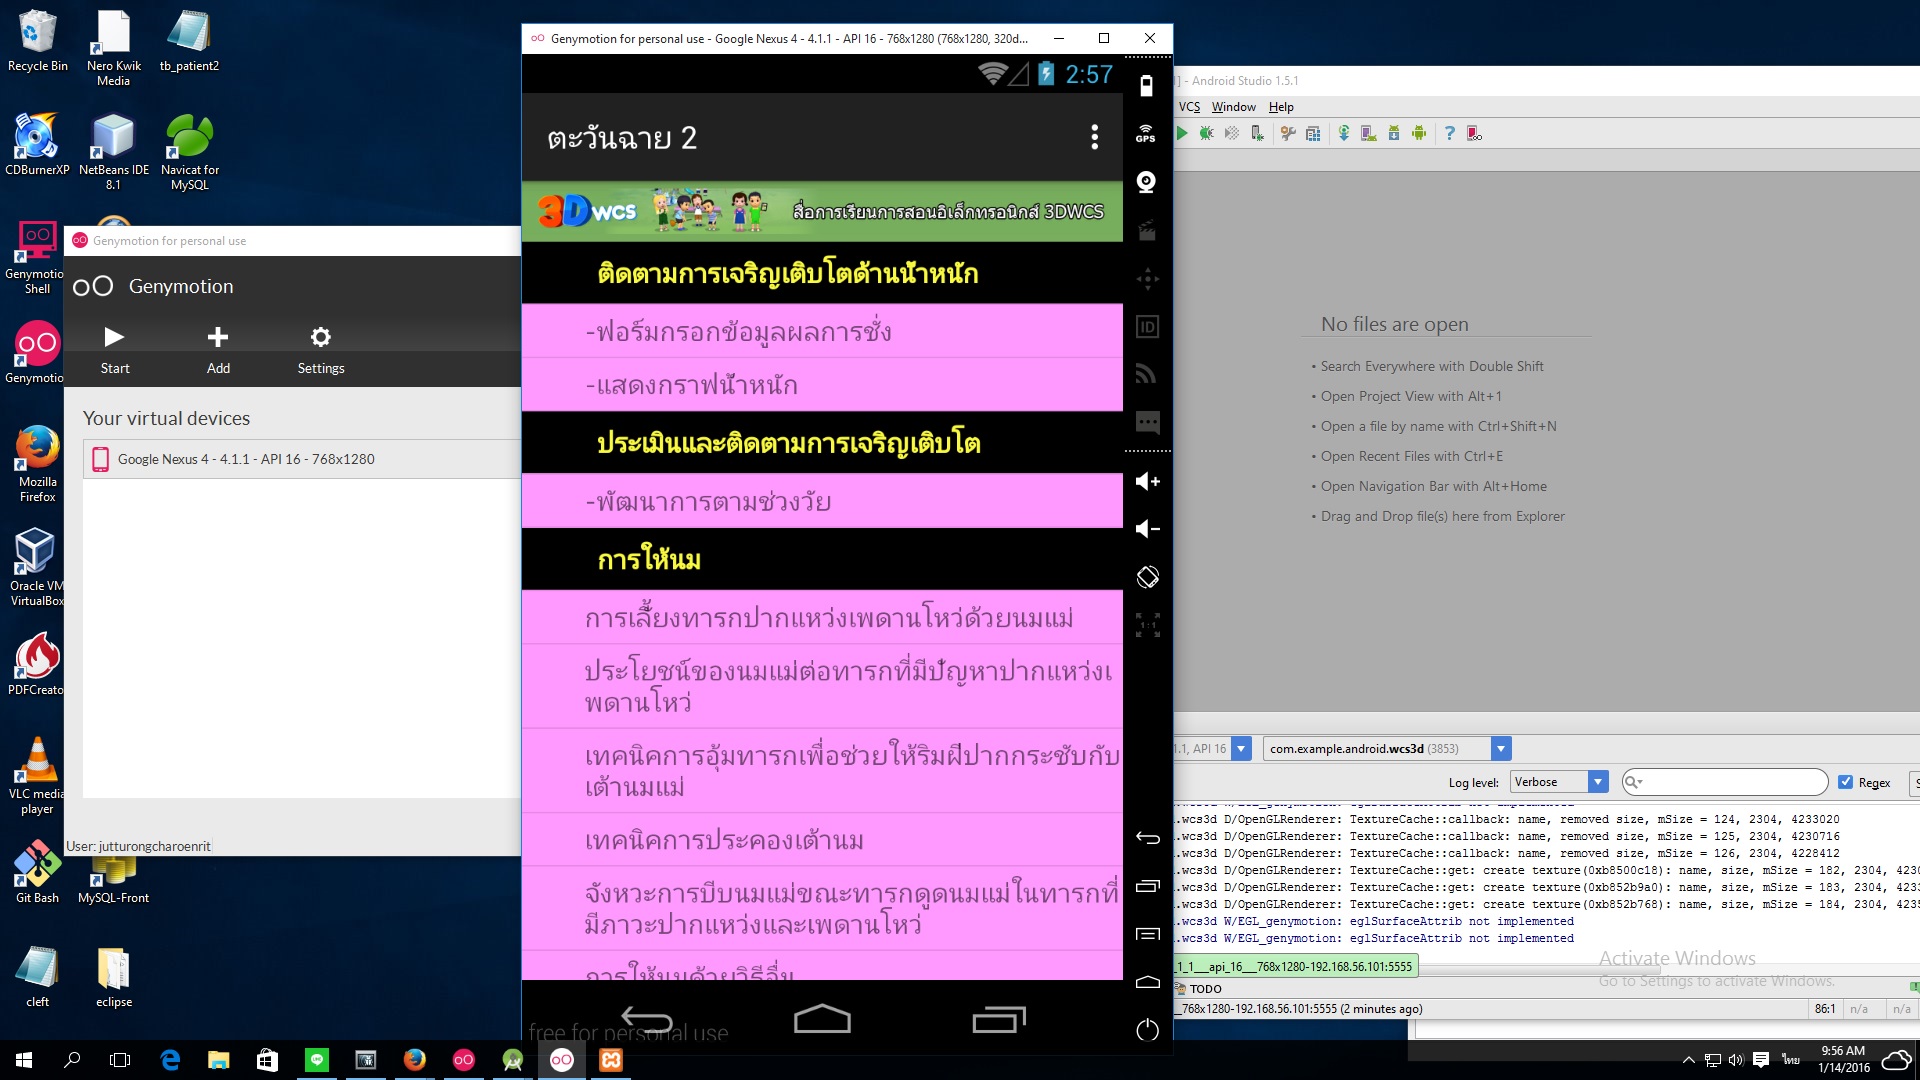 Recycle Bin
Nero Kwik
Media
tb_patient2
CDBurnerXP
NetBeans IDE
8.1
Navicat for
MySQL
Genymotio
Shell
Genymotio
Mozilla
Firefox
Oracle VM
VirtualBox
PDFCreato
VLC media
player
Git Bash
MySQL-Front
cleft
eclipse
Genymotion for personal use
Genymotion
Start
Add
Settings
Your virtual devices
Google Nexus 4 - 4.1.1 - API 16 - 768x1280
User: jutturongcharoenrit
Genymotion for personal use - Google Nexus 4 - 4.1.1 - API 16 - 768x1280 (768x1280, 320d...
2:57
ตะวันฉาย 2
3DWCS สื่อการเรียนการสอนอิเล็กทรอนิกส์ 3DWCS
ติดตามการเจริญเติบโตด้านน้ำหนัก
-ฟอร์มกรอกข้อมูลผลการชั่ง
-แสดงกราฟน้ำหนัก
ประเมินและติดตามการเจริญเติบโต
-พัฒนาการตามช่วงวัย
การให้นม
การเลี้ยงทารกปากแหว่งเพดานโหว่ด้วยนมแม่
ประโยชน์ของนมแม่ต่อทารกที่มีปัญหาปากแหว่งเ
พดานโหว่
เทคนิคการอุ้มทารกเพื่อช่วยให้ริมฝีปากกระชับกับ
เต้านมแม่
เทคนิคการประคองเต้านม
จังหวะการบีบนมแม่ขณะทารกดูดนมแม่ในทารกที่
มีภาวะปากแหว่งและเพดานโหว่
การให้นมด้วยวิธีอื่น
free for personal use
GPS
ID
1:1
] - Android Studio 1.5.1
VCS Window Help
No files are open
• Search Everywhere with Double Shift
• Open Project View with Alt+1
• Open a file by name with Ctrl+Shift+N
• Open Recent Files with Ctrl+E
• Open Navigation Bar with Alt+Home
• Drag and Drop file(s) here from Explorer
1.1, API 16
com.example.android.wcs3d (3853)
Log level: Verbose
Regex
.wcs3d W/EGL_genymotion: eglSurfaceAttrib not implemented
.wcs3d D/OpenGLRenderer: TextureCache::callback: name, removed size, mSize = 124, 2304, 4233020
.wcs3d D/OpenGLRenderer: TextureCache::callback: name, removed size, mSize = 125, 2304, 4230716
.wcs3d D/OpenGLRenderer: TextureCache::callback: name, removed size, mSize = 126, 2304, 4228412
.wcs3d D/OpenGLRenderer: TextureCache::get: create texture(0xb8500c18): name, size, mSize = 182, 2304, 423
.wcs3d D/OpenGLRenderer: TextureCache::get: create texture(0xb852b9a0): name, size, mSize = 183, 2304, 423
.wcs3d D/OpenGLRenderer: TextureCache::get: create texture(0xb852b768): name, size, mSize = 184, 2304, 423
.wcs3d W/EGL_genymotion: eglSurfaceAttrib not implemented
.wcs3d W/EGL_genymotion: eglSurfaceAttrib not implemented
_1_1___api_16___768x1280-192.168.56.101:5555
Activate Windows
Go to Settings to activate Windows.
TODO
_768x1280-192.168.56.101:5555 (2 minutes ago)
86:1 n/a n/a
ไทย
9:56 AM
1/14/2016